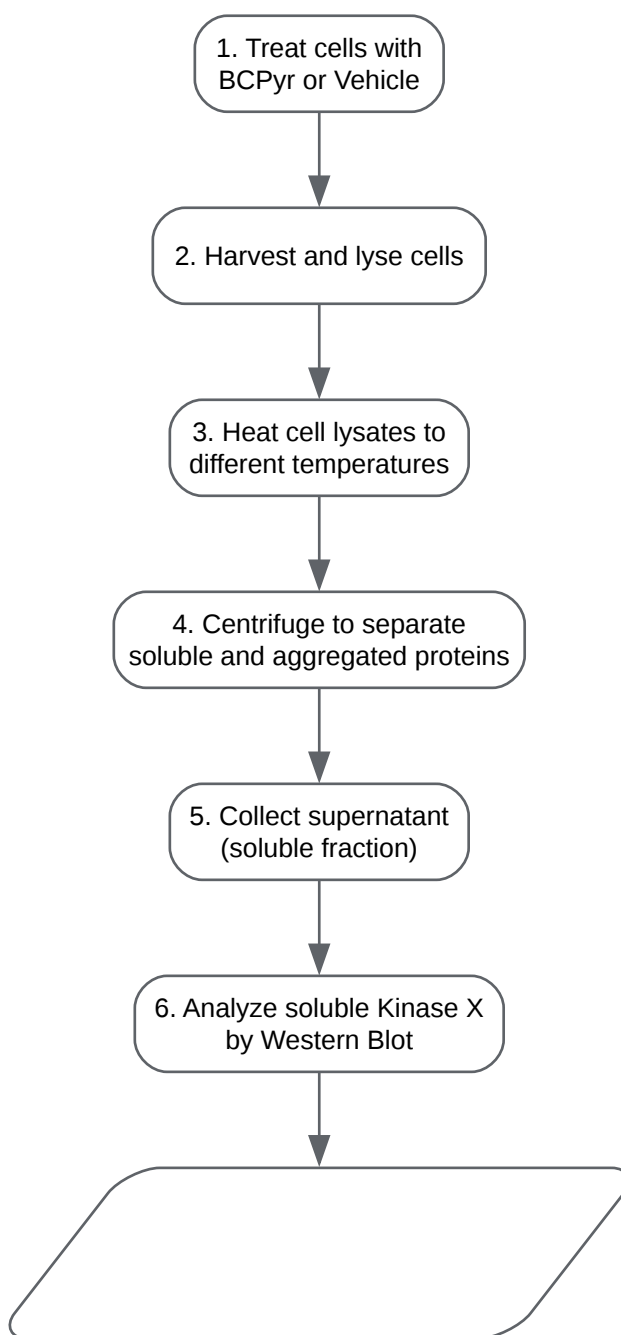 1. Treat cells with
BCPyr or Vehicle
2. Harvest and lyse cells
3. Heat cell lysates to
different temperatures
4. Centrifuge to separate
soluble and aggregated proteins
5. Collect supernatant
(soluble fraction)
6. Analyze soluble Kinase X
by Western Blot